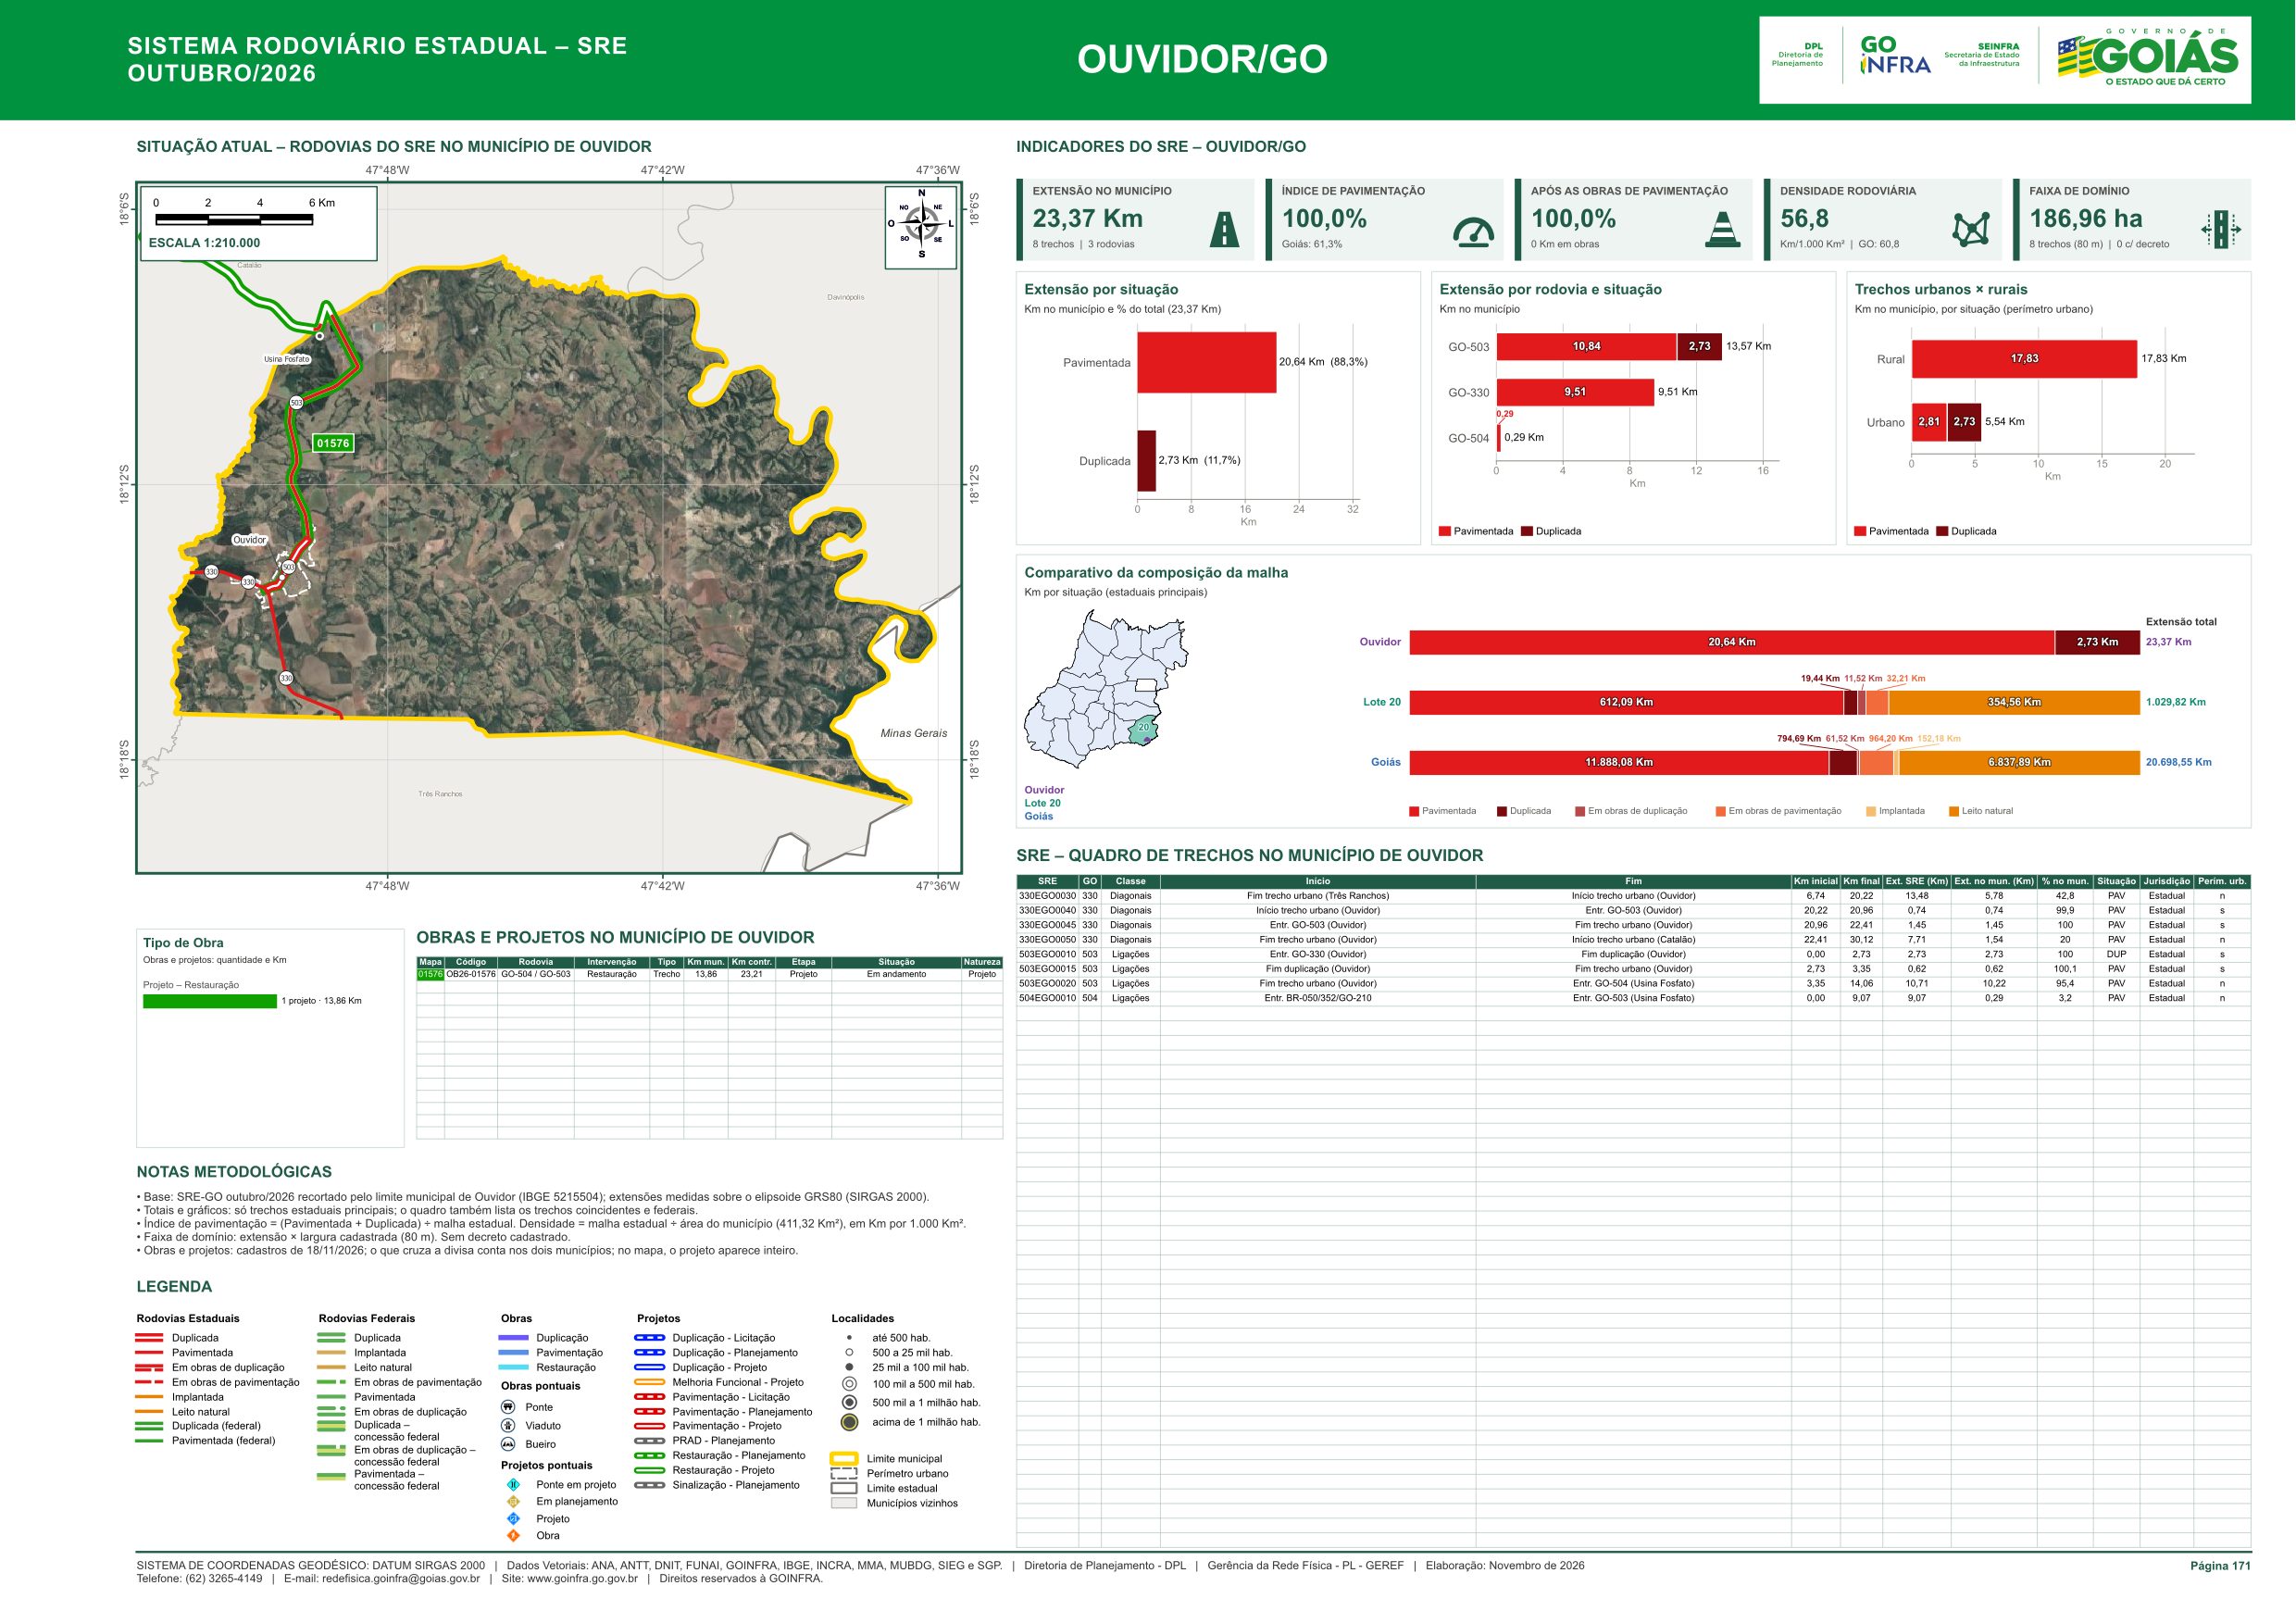 SISTEMA RODOVIÁRIO ESTADUAL – SRE
OUTUBRO/2026
OUVIDOR/GO
DPL
Diretoria de
Planejamento
GO
iNFRA
SEINFRA
Secretaria de Estado
da Infraestrutura
GOVERNO DE
GOIÁS
O ESTADO QUE DÁ CERTO
SITUAÇÃO ATUAL – RODOVIAS DO SRE NO MUNICÍPIO DE OUVIDOR
47°48'W 47°42'W 47°36'W
18°6'S 18°6'S
18°12'S 18°12'S
18°18'S 18°18'S
0 2 4 6 Km
ESCALA 1:210.000
N
NO NE
O L
SO SE
S
Catalão
Davinópolis
Usina Fosfato
503
01576
Ouvidor
503
330
330
330
Minas Gerais
Três Ranchos
47°48'W 47°42'W 47°36'W
INDICADORES DO SRE – OUVIDOR/GO
EXTENSÃO NO MUNICÍPIO
23,37 Km
8 trechos | 3 rodovias
ÍNDICE DE PAVIMENTAÇÃO
100,0%
Goiás: 61,3%
APÓS AS OBRAS DE PAVIMENTAÇÃO
100,0%
0 Km em obras
DENSIDADE RODOVIÁRIA
56,8
Km/1.000 Km² | GO: 60,8
FAIXA DE DOMÍNIO
186,96 ha
8 trechos (80 m) | 0 c/ decreto
Extensão por situação
Km no município e % do total (23,37 Km)
Pavimentada 20,64 Km (88,3%)
Duplicada 2,73 Km (11,7%)
0 8 16 24 32
Km
Extensão por rodovia e situação
Km no município
GO-503 10,84 2,73 13,57 Km
GO-330 9,51 9,51 Km
0,29
GO-504 0,29 Km
0 4 8 12 16
Km
Pavimentada Duplicada
Trechos urbanos × rurais
Km no município, por situação (perímetro urbano)
Rural 17,83 17,83 Km
Urbano 2,81 2,73 5,54 Km
0 5 10 15 20
Km
Pavimentada Duplicada
Comparativo da composição da malha
Km por situação (estaduais principais)
20
Ouvidor
Lote 20
Goiás
Extensão total
Ouvidor 20,64 Km 2,73 Km 23,37 Km
19,44 Km 11,52 Km 32,21 Km
Lote 20 612,09 Km 354,56 Km 1.029,82 Km
794,69 Km 61,52 Km 964,20 Km 152,18 Km
Goiás 11.888,08 Km 6.837,89 Km 20.698,55 Km
Pavimentada Duplicada Em obras de duplicação Em obras de pavimentação Implantada Leito natural
SRE – QUADRO DE TRECHOS NO MUNICÍPIO DE OUVIDOR
SRE GO Classe Início Fim Km inicial Km final Ext. SRE (Km) Ext. no mun. (Km) % no mun. Situação Jurisdição Perím. urb.
330EGO0030 330 Diagonais Fim trecho urbano (Três Ranchos) Início trecho urbano (Ouvidor) 6,74 20,22 13,48 5,78 42,8 PAV Estadual n
330EGO0040 330 Diagonais Início trecho urbano (Ouvidor) Entr. GO-503 (Ouvidor) 20,22 20,96 0,74 0,74 99,9 PAV Estadual s
330EGO0045 330 Diagonais Entr. GO-503 (Ouvidor) Fim trecho urbano (Ouvidor) 20,96 22,41 1,45 1,45 100 PAV Estadual s
330EGO0050 330 Diagonais Fim trecho urbano (Ouvidor) Início trecho urbano (Catalão) 22,41 30,12 7,71 1,54 20 PAV Estadual n
503EGO0010 503 Ligações Entr. GO-330 (Ouvidor) Fim duplicação (Ouvidor) 0,00 2,73 2,73 2,73 100 DUP Estadual s
503EGO0015 503 Ligações Fim duplicação (Ouvidor) Fim trecho urbano (Ouvidor) 2,73 3,35 0,62 0,62 100,1 PAV Estadual s
503EGO0020 503 Ligações Fim trecho urbano (Ouvidor) Entr. GO-504 (Usina Fosfato) 3,35 14,06 10,71 10,22 95,4 PAV Estadual n
504EGO0010 504 Ligações Entr. BR-050/352/GO-210 Entr. GO-503 (Usina Fosfato) 0,00 9,07 9,07 0,29 3,2 PAV Estadual n
Tipo de Obra
Obras e projetos: quantidade e Km
Projeto – Restauração
1 projeto · 13,86 Km
OBRAS E PROJETOS NO MUNICÍPIO DE OUVIDOR
Mapa Código Rodovia Intervenção Tipo Km mun. Km contr. Etapa Situação Natureza
01576 OB26-01576 GO-504 / GO-503 Restauração Trecho 13,86 23,21 Projeto Em andamento Projeto
NOTAS METODOLÓGICAS
• Base: SRE-GO outubro/2026 recortado pelo limite municipal de Ouvidor (IBGE 5215504); extensões medidas sobre o elipsoide GRS80 (SIRGAS 2000).
• Totais e gráficos: só trechos estaduais principais; o quadro também lista os trechos coincidentes e federais.
• Índice de pavimentação = (Pavimentada + Duplicada) ÷ malha estadual. Densidade = malha estadual ÷ área do município (411,32 Km²), em Km por 1.000 Km².
• Faixa de domínio: extensão × largura cadastrada (80 m). Sem decreto cadastrado.
• Obras e projetos: cadastros de 18/11/2026; o que cruza a divisa conta nos dois municípios; no mapa, o projeto aparece inteiro.
LEGENDA
Rodovias Estaduais
Duplicada
Pavimentada
Em obras de duplicação
Em obras de pavimentação
Implantada
Leito natural
Duplicada (federal)
Pavimentada (federal)
Rodovias Federais
Duplicada
Implantada
Leito natural
Em obras de pavimentação
Pavimentada
Em obras de duplicação
Duplicada –
concessão federal
Em obras de duplicação –
concessão federal
Pavimentada –
concessão federal
Obras
Duplicação
Pavimentação
Restauração
Obras pontuais
Ponte
Viaduto
Bueiro
Projetos pontuais
Ponte em projeto
Em planejamento
Projeto
Obra
Projetos
Duplicação - Licitação
Duplicação - Planejamento
Duplicação - Projeto
Melhoria Funcional - Projeto
Pavimentação - Licitação
Pavimentação - Planejamento
Pavimentação - Projeto
PRAD - Planejamento
Restauração - Planejamento
Restauração - Projeto
Sinalização - Planejamento
Localidades
até 500 hab.
500 a 25 mil hab.
25 mil a 100 mil hab.
100 mil a 500 mil hab.
500 mil a 1 milhão hab.
acima de 1 milhão hab.
Limite municipal
Perímetro urbano
Limite estadual
Municípios vizinhos
SISTEMA DE COORDENADAS GEODÉSICO: DATUM SIRGAS 2000 | Dados Vetoriais: ANA, ANTT, DNIT, FUNAI, GOINFRA, IBGE, INCRA, MMA, MUBDG, SIEG e SGP. | Diretoria de Planejamento - DPL | Gerência da Rede Física - PL - GEREF | Elaboração: Novembro de 2026
Telefone: (62) 3265-4149 | E-mail: redefisica.goinfra@goias.gov.br | Site: www.goinfra.go.gov.br | Direitos reservados à GOINFRA.
Página 171